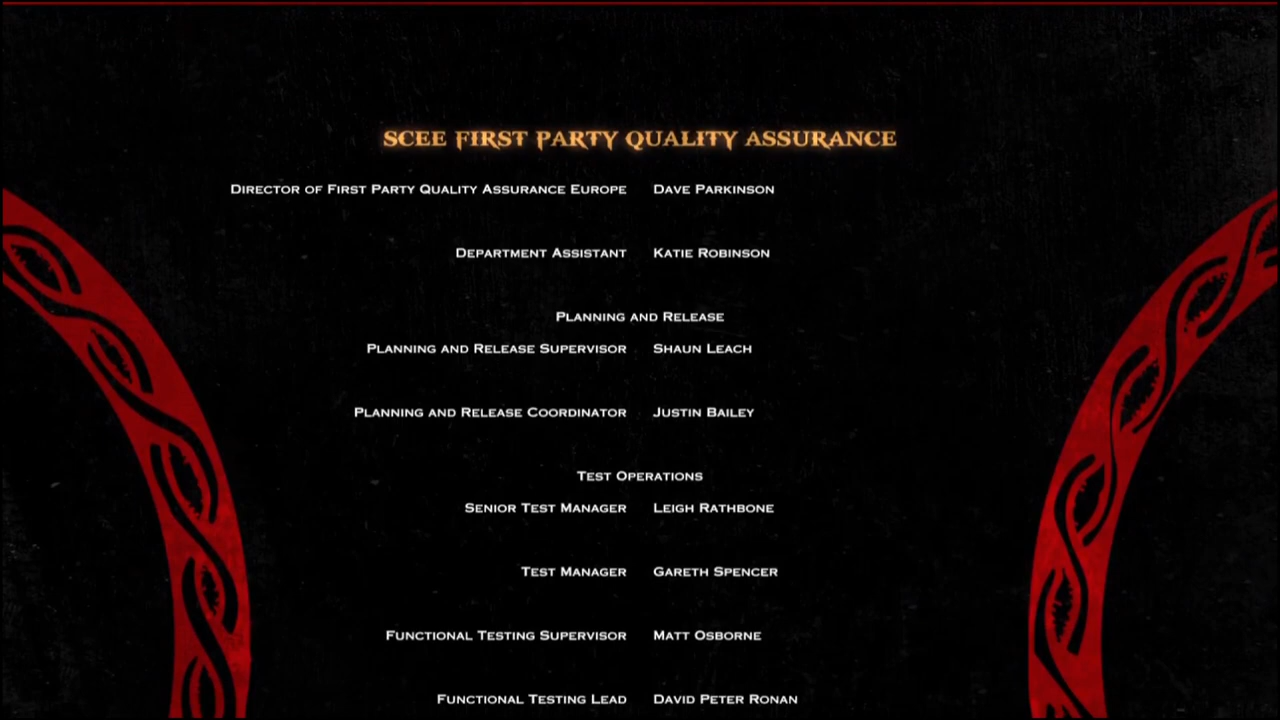 SCEE FIRST PARTY QUALITY ASSURANCE
DIRECTOR OF FIRST PARTY QUALITY ASSURANCE EUROPE DAVE PARKINSON
DEPARTMENT ASSISTANT KATIE ROBINSON
PLANNING AND RELEASE
PLANNING AND RELEASE SUPERVISOR SHAUN LEACH
PLANNING AND RELEASE COORDINATOR JUSTIN BAILEY
TEST OPERATIONS
SENIOR TEST MANAGER LEIGH RATHBONE
TEST MANAGER GARETH SPENCER
FUNCTIONAL TESTING SUPERVISOR MATT OSBORNE
FUNCTIONAL TESTING LEAD DAVID PETER RONAN